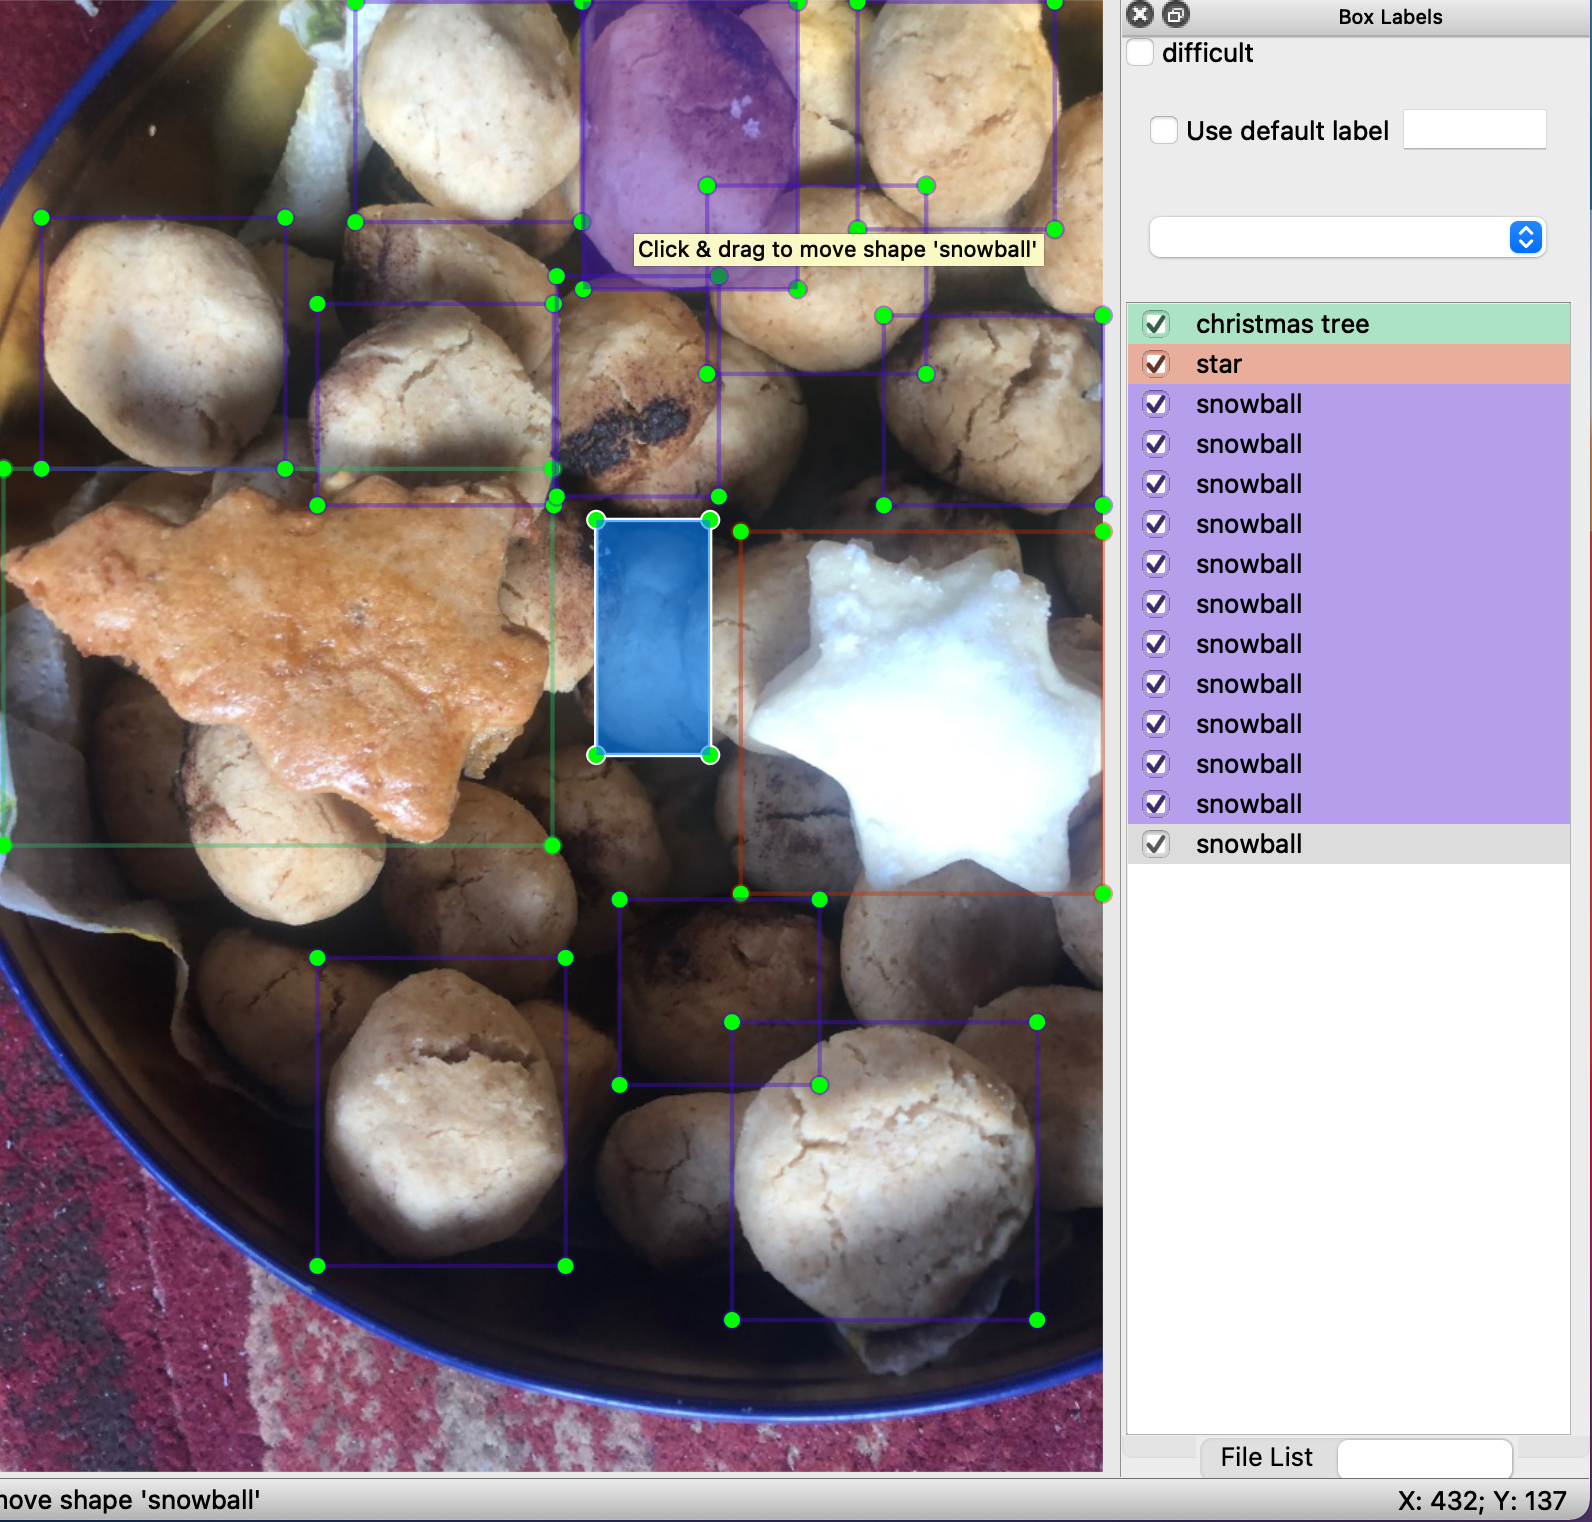 Box Labels
difficult
Use default label
Click & drag to move shape 'snowball'
christmas tree
star
snowball
snowball
snowball
snowball
snowball
snowball
snowball
snowball
snowball
snowball
snowball
snowball
File List
move shape 'snowball'
X: 432; Y: 137